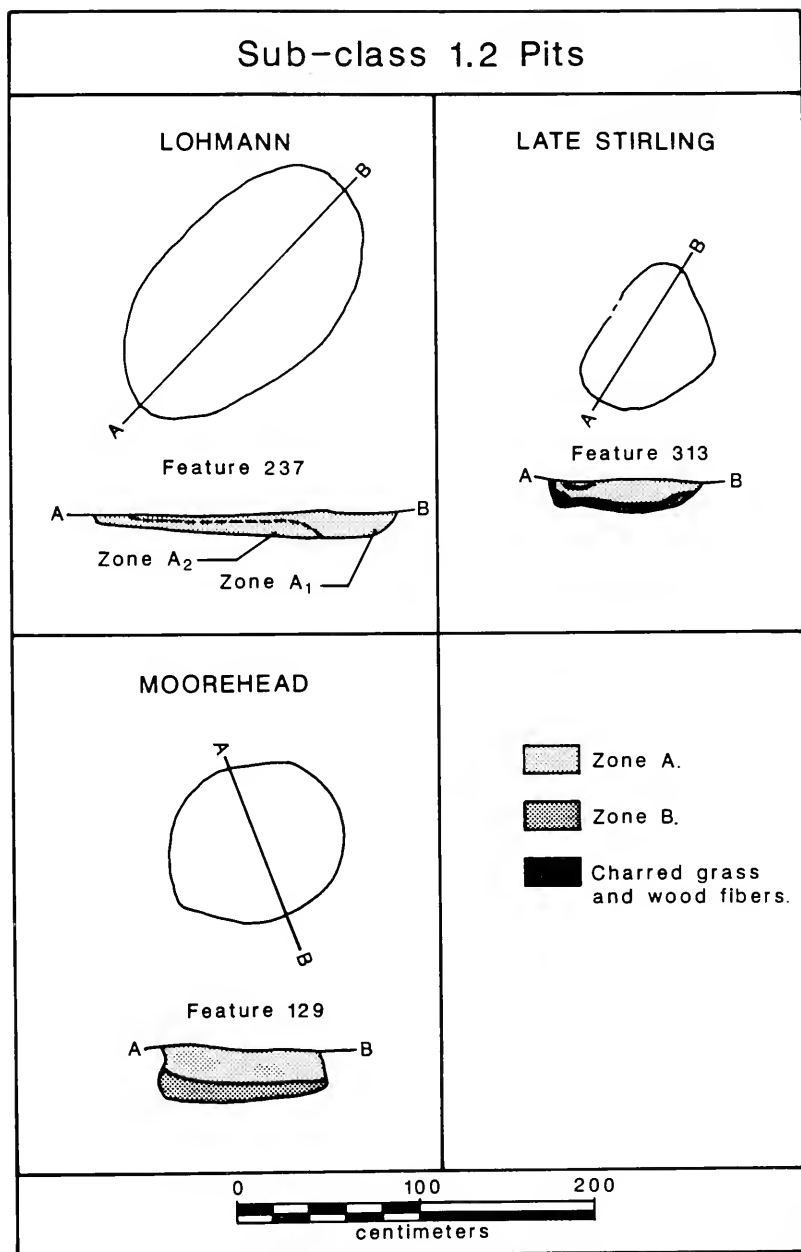 Sub-class 1.2 Pits
LOHMANN
B
A
Feature 237
A
B
Zone A₂
Zone A₁
LATE STIRLING
B
A
Feature 313
A
B
MOOREHEAD
A
B
Feature 129
A
B
Zone A.
Zone B.
Charred grass
and wood fibers.
0 100 200
centimeters